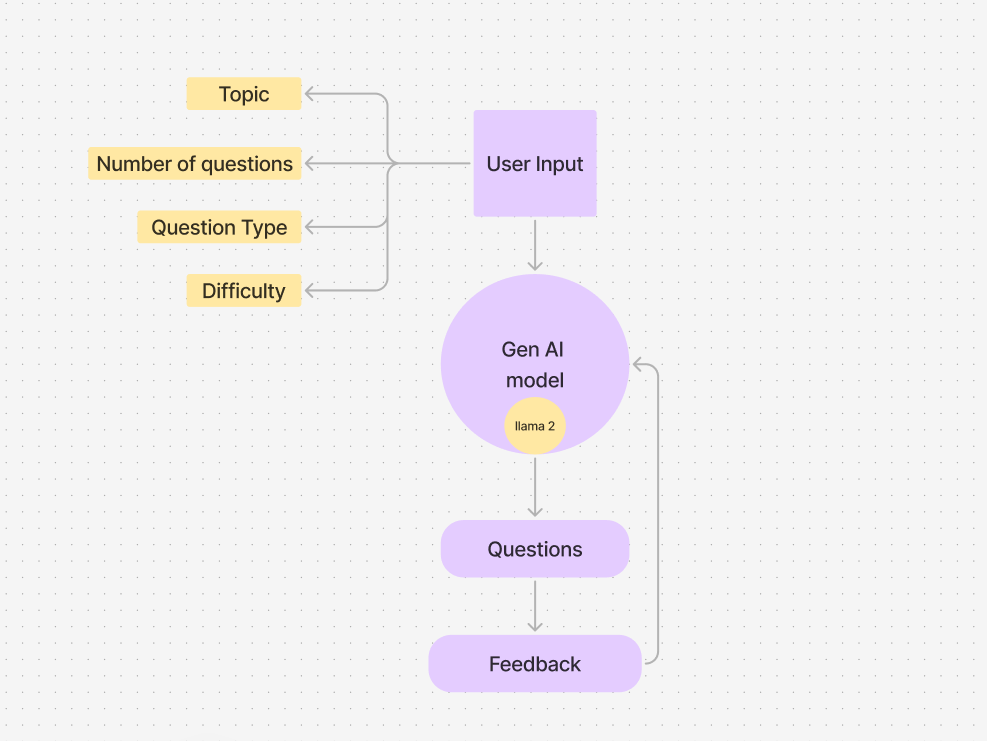 Topic
Number of questions
Question Type
Difficulty
User Input
Gen AI
model
llama 2
Questions
Feedback